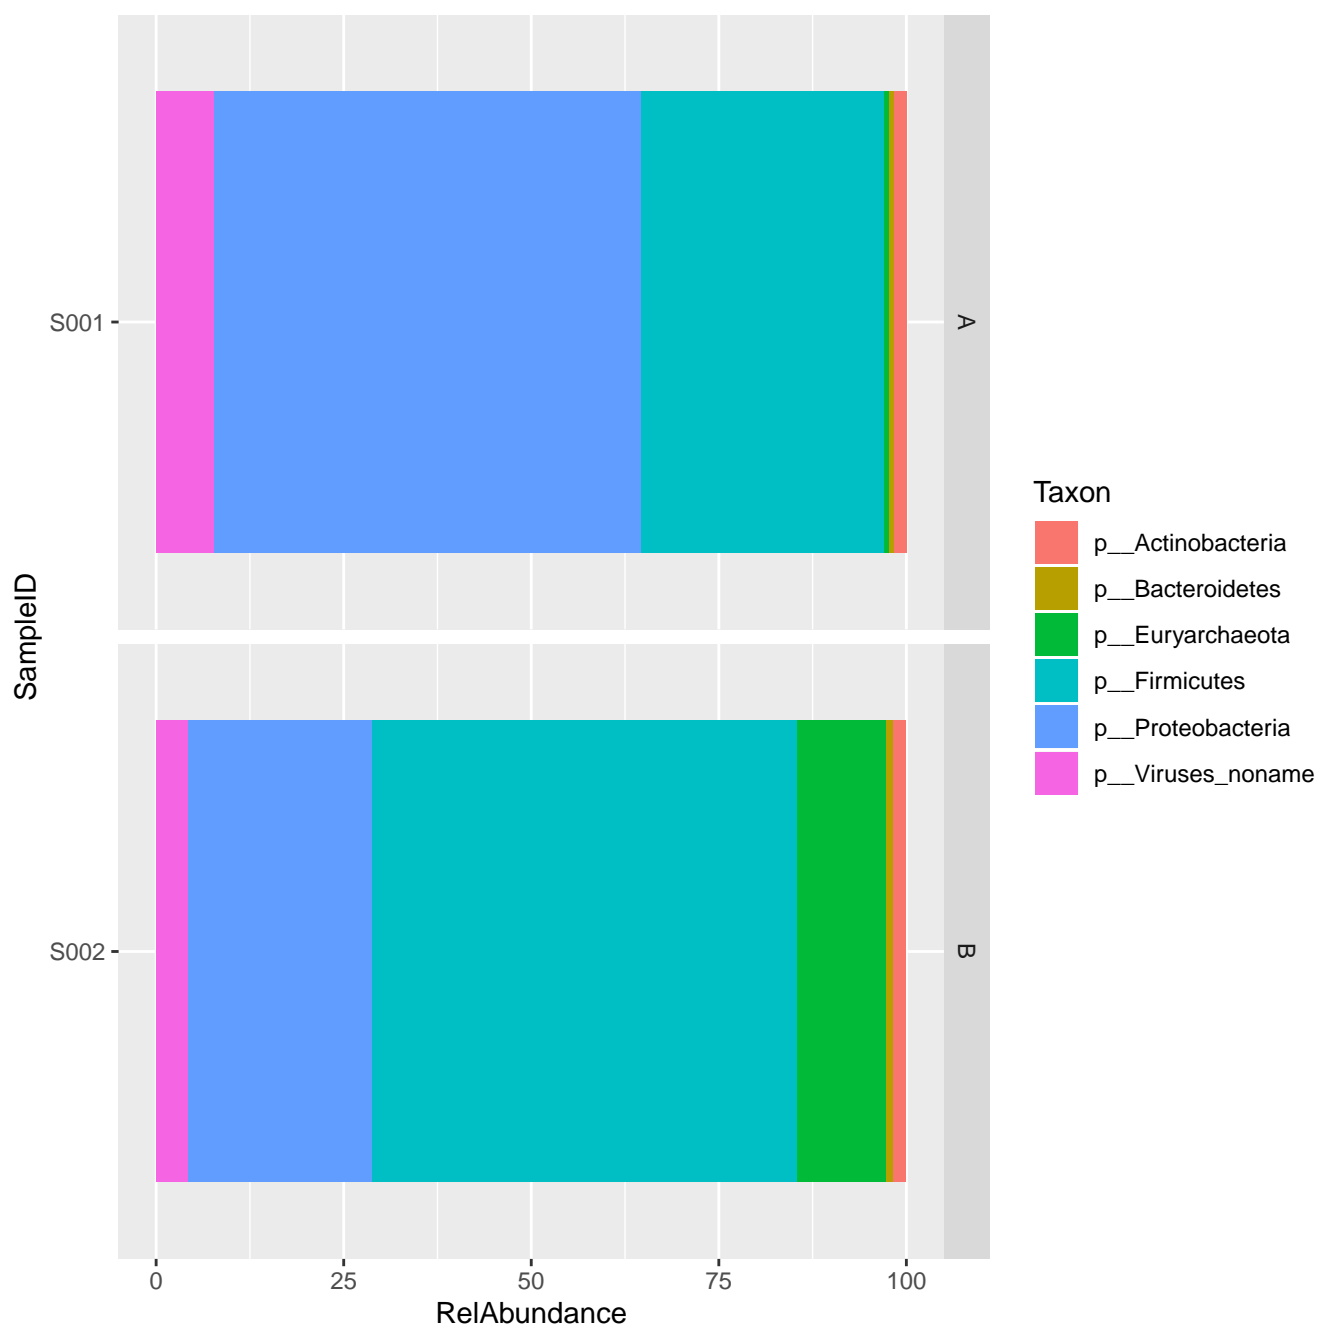 SampleID
S001
A
S002
B
0 25 50 75 100
RelAbundance
Taxon
p__Actinobacteria
p__Bacteroidetes
p__Euryarchaeota
p__Firmicutes
p__Proteobacteria
p__Viruses_noname